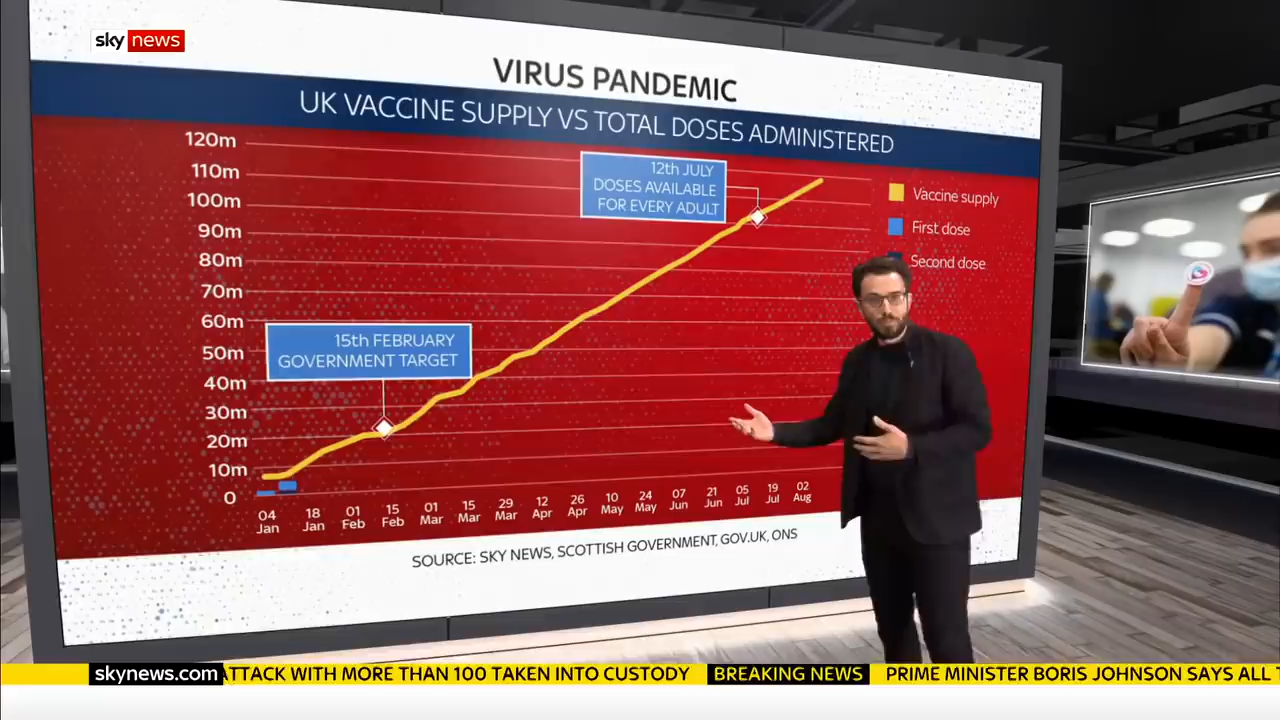 sky news
VIRUS PANDEMIC
UK VACCINE SUPPLY VS TOTAL DOSES ADMINISTERED
120m
110m
100m
90m
80m
70m
60m
50m
40m
30m
20m
10m
0
12th JULY
DOSES AVAILABLE
FOR EVERY ADULT
15th FEBRUARY
GOVERNMENT TARGET
Vaccine supply
First dose
Second dose
04 Jan
18 Jan
01 Feb
15 Feb
01 Mar
15 Mar
29 Mar
12 Apr
26 Apr
10 May
24 May
07 Jun
21 Jun
05 Jul
19 Jul
02 Aug
SOURCE: SKY NEWS, SCOTTISH GOVERNMENT, GOV.UK, ONS
skynews.com ATTACK WITH MORE THAN 100 TAKEN INTO CUSTODY BREAKING NEWS PRIME MINISTER BORIS JOHNSON SAYS ALL